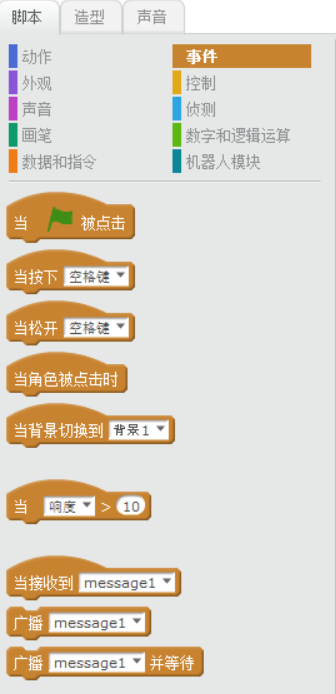 脚本 造型 声音
动作 事件
外观 控制
声音 侦测
画笔 数字和逻辑运算
数据和指令 机器人模块
当 被点击
当按下 空格键
当松开 空格键
当角色被点击时
当背景切换到 背景1
当 响度 > 10
当接收到 message1
广播 message1
广播 message1 并等待